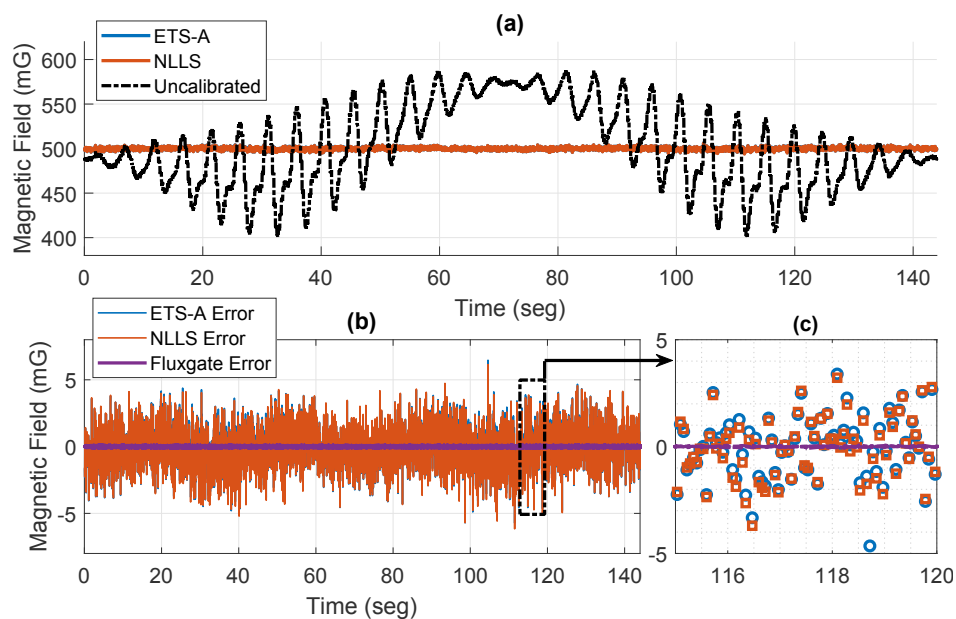 (a)
ETS-A
NLLS
Uncalibrated
Magnetic Field (mG)
600
550
500
450
400
0 20 40 60 80 100 120 140
Time (seg)
ETS-A Error
NLLS Error
Fluxgate Error
(b)
Magnetic Field (mG)
5
0
-5
0 20 40 60 80 100 120 140
Time (seg)
(c)
5
0
-5
116 118 120